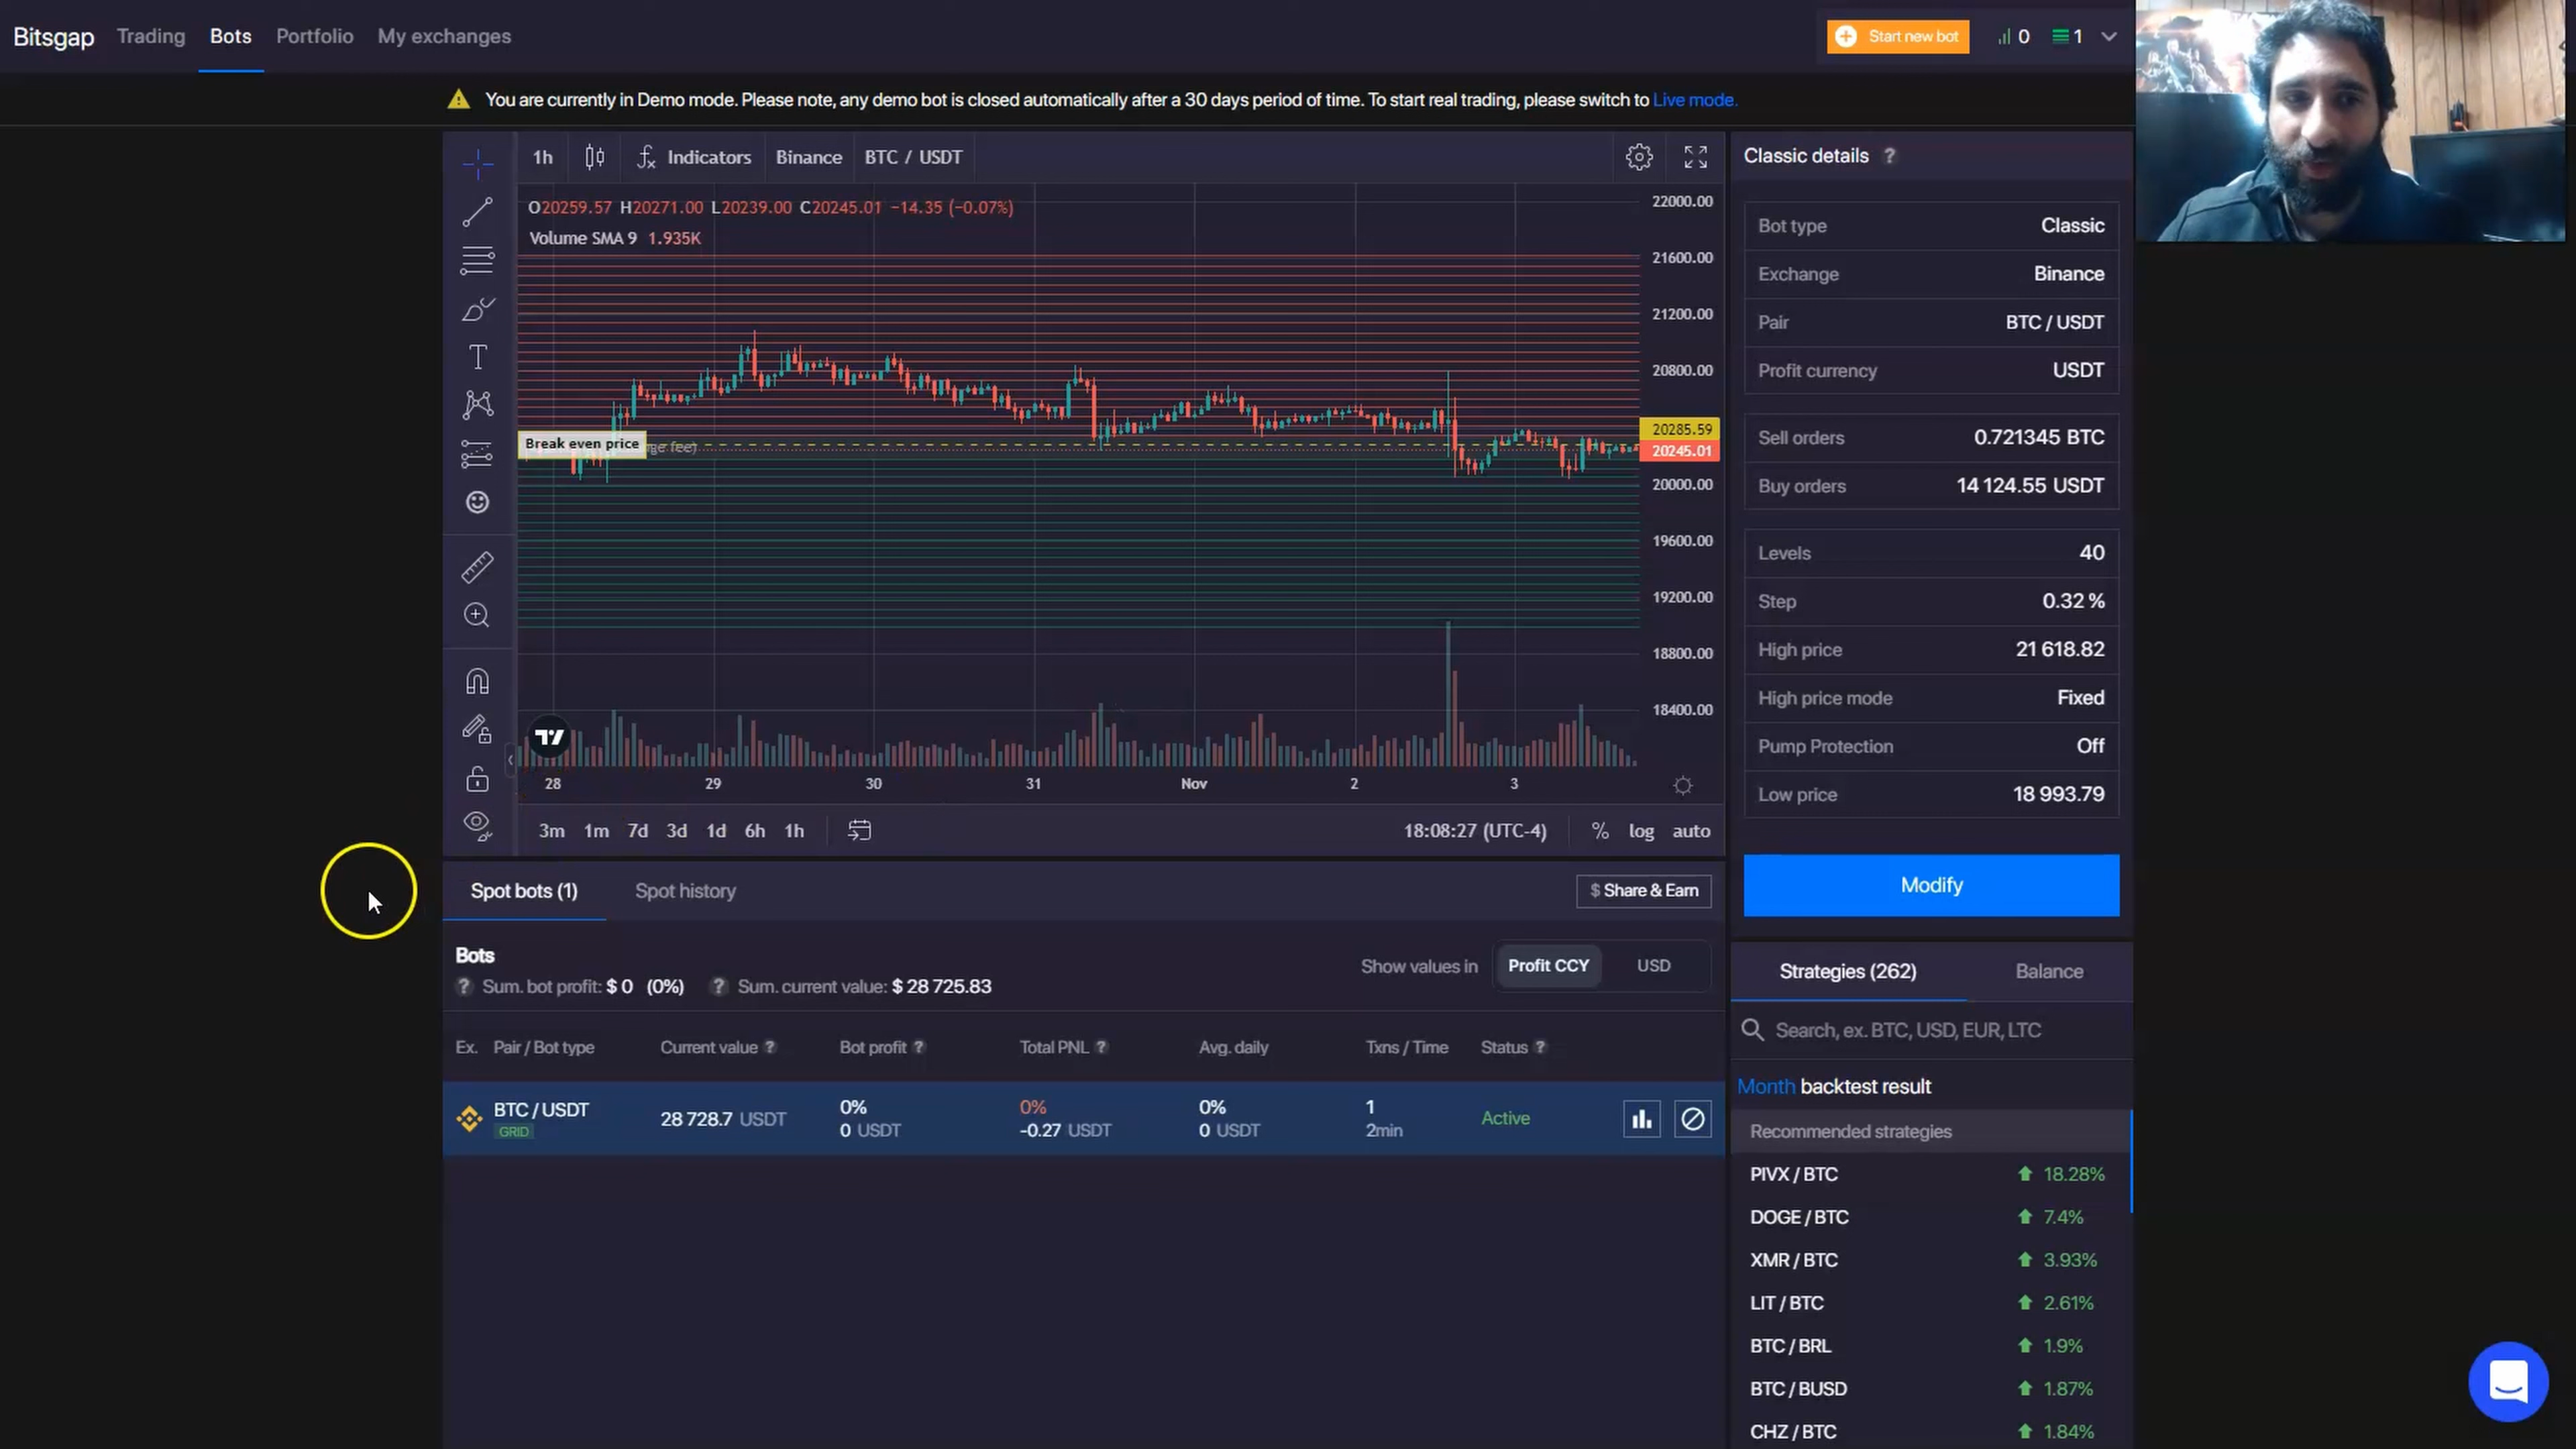 Bitsgap Trading Bots Portfolio My exchanges
Start new bot 0 1
You are currently in Demo mode. Please note, any demo bot is closed automatically after a 30 days period of time. To start real trading, please switch to Live mode.
1h Indicators Binance BTC / USDT
O20259.57 H20271.00 L20239.00 C20245.01 −14.35 (−0.07%)
Volume SMA 9 1.935K
22000.00
21600.00
21200.00
20800.00
20285.59
Break even price
20245.01
20000.00
19600.00
19200.00
18800.00
18400.00
28 29 30 31 Nov 2 3
3m 1m 7d 3d 1d 6h 1h 18:08:27 (UTC-4) % log auto
Classic details ?
Bot type Classic
Exchange Binance
Pair BTC / USDT
Profit currency USDT
Sell orders 0.721345 BTC
Buy orders 14 124.55 USDT
Levels 40
Step 0.32 %
High price 21 618.82
High price mode Fixed
Pump Protection Off
Low price 18 993.79
Modify
Spot bots (1) Spot history $ Share & Earn
Bots
? Sum. bot profit: $ 0 (0%) ? Sum. current value: $ 28 725.83
Show values in Profit CCY USD
Ex. Pair / Bot type Current value ? Bot profit ? Total PNL ? Avg. daily Txns / Time Status ?
BTC / USDT 28 728.7 USDT 0% 0% 0% 1 Active
GRID 0 USDT -0.27 USDT 0 USDT 2min
Strategies (262) Balance
Search, ex. BTC, USD, EUR, LTC
Month backtest result
Recommended strategies
PIVX / BTC 18.28%
DOGE / BTC 7.4%
XMR / BTC 3.93%
LIT / BTC 2.61%
BTC / BRL 1.9%
BTC / BUSD 1.87%
CHZ / BTC 1.84%